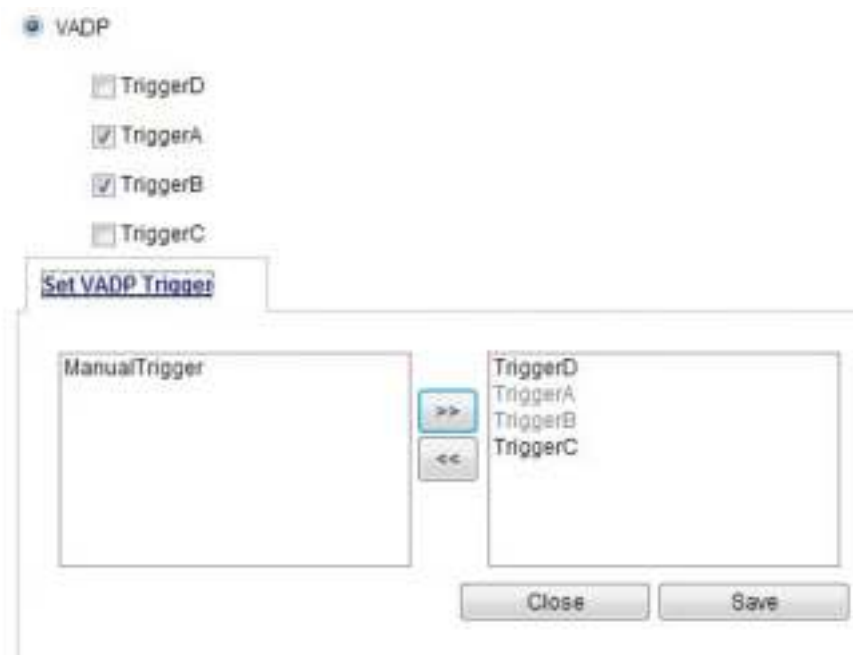 VADP
TriggerD
TriggerA
TriggerB
TriggerC
Set VADP Trigger
ManualTrigger
>>
<<
TriggerD
TriggerA
TriggerB
TriggerC
Close
Save